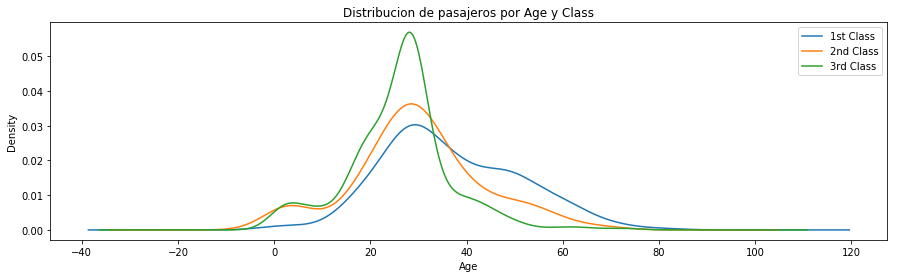 Distribucion de pasajeros por Age y Class
1st Class
2nd Class
3rd Class
Density
0.05
0.04
0.03
0.02
0.01
0.00
−40
−20
0
20
40
60
80
100
120
Age